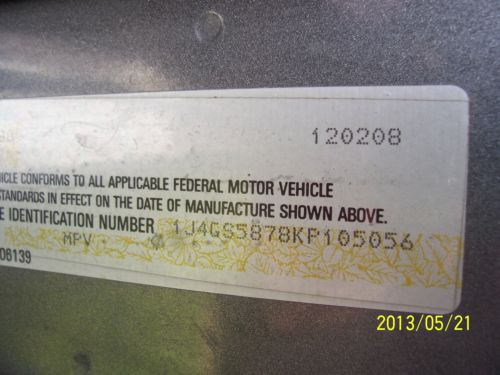 120208
ICLE CONFORMS TO ALL APPLICABLE FEDERAL MOTOR VEHICLE
STANDARDS IN EFFECT ON THE DATE OF MANUFACTURE SHOWN ABOVE.
E IDENTIFICATION NUMBER 1J4GS5878KP105056
MPV
06139
2013/05/21